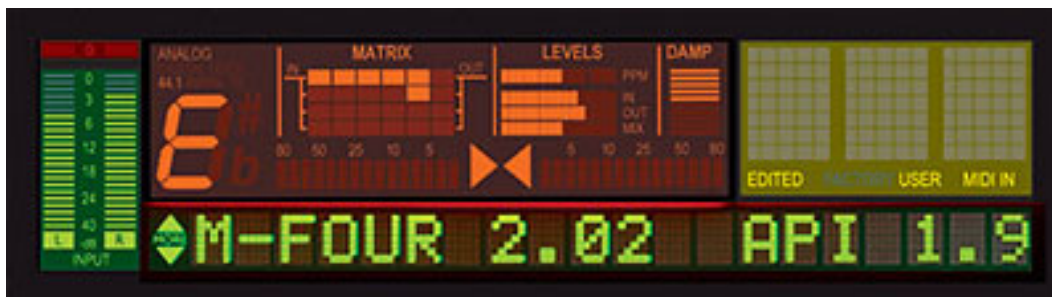 0
ANALOG MATRIX LEVELS DAMP
IN OUT PPM
44.1
IN
OUT
MIX
E # b
80 50 25 10 5 5 10 25 50 80
0
3
6
12
18
24
40
-dB
L R
INPUT
EDITED FACTORY USER MIDI IN
MORE
M-FOUR 2.02 API 1.9